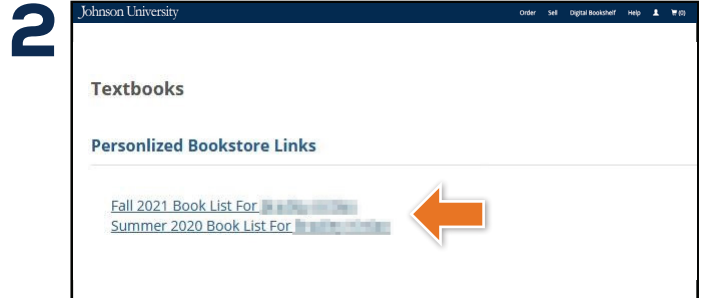 2
Johnson University
Order Sell Digital Bookshelf Help (0)
Textbooks
Personlized Bookstore Links
Fall 2021 Book List For
Summer 2020 Book List For